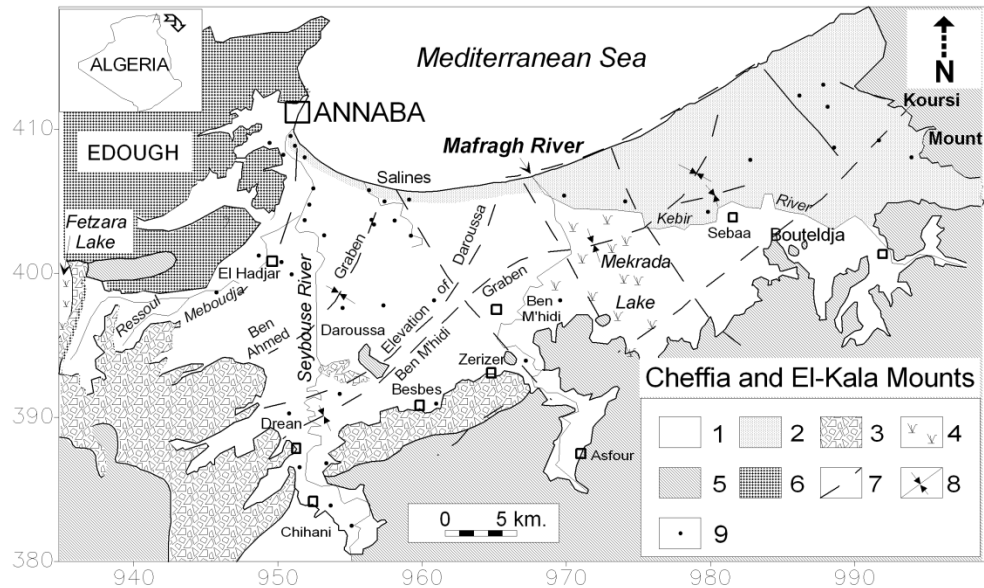 ALGERIA
Mediterranean Sea
N
ANNABA
Koursi
Mount
410
EDOUGH
Mafragh River
Salines
Fetzara
Lake
Kebir
River
Sebaa
Bouteldja
400
El Hadjar
Graben
Daroussa
Mekrada
Lake
Meboudja
Ressoul
Seybouse River
Elevation of
Graben
Ben
M'hidi
Ben
Ahmed
Daroussa
Ben M'hidi
Zerizer
Besbes
Cheffia and El-Kala Mounts
390
Drean
Asfour
Chihani
1
2
3
4
5
6
7
8
9
0 5 km.
380
940
950
960
970
980
990